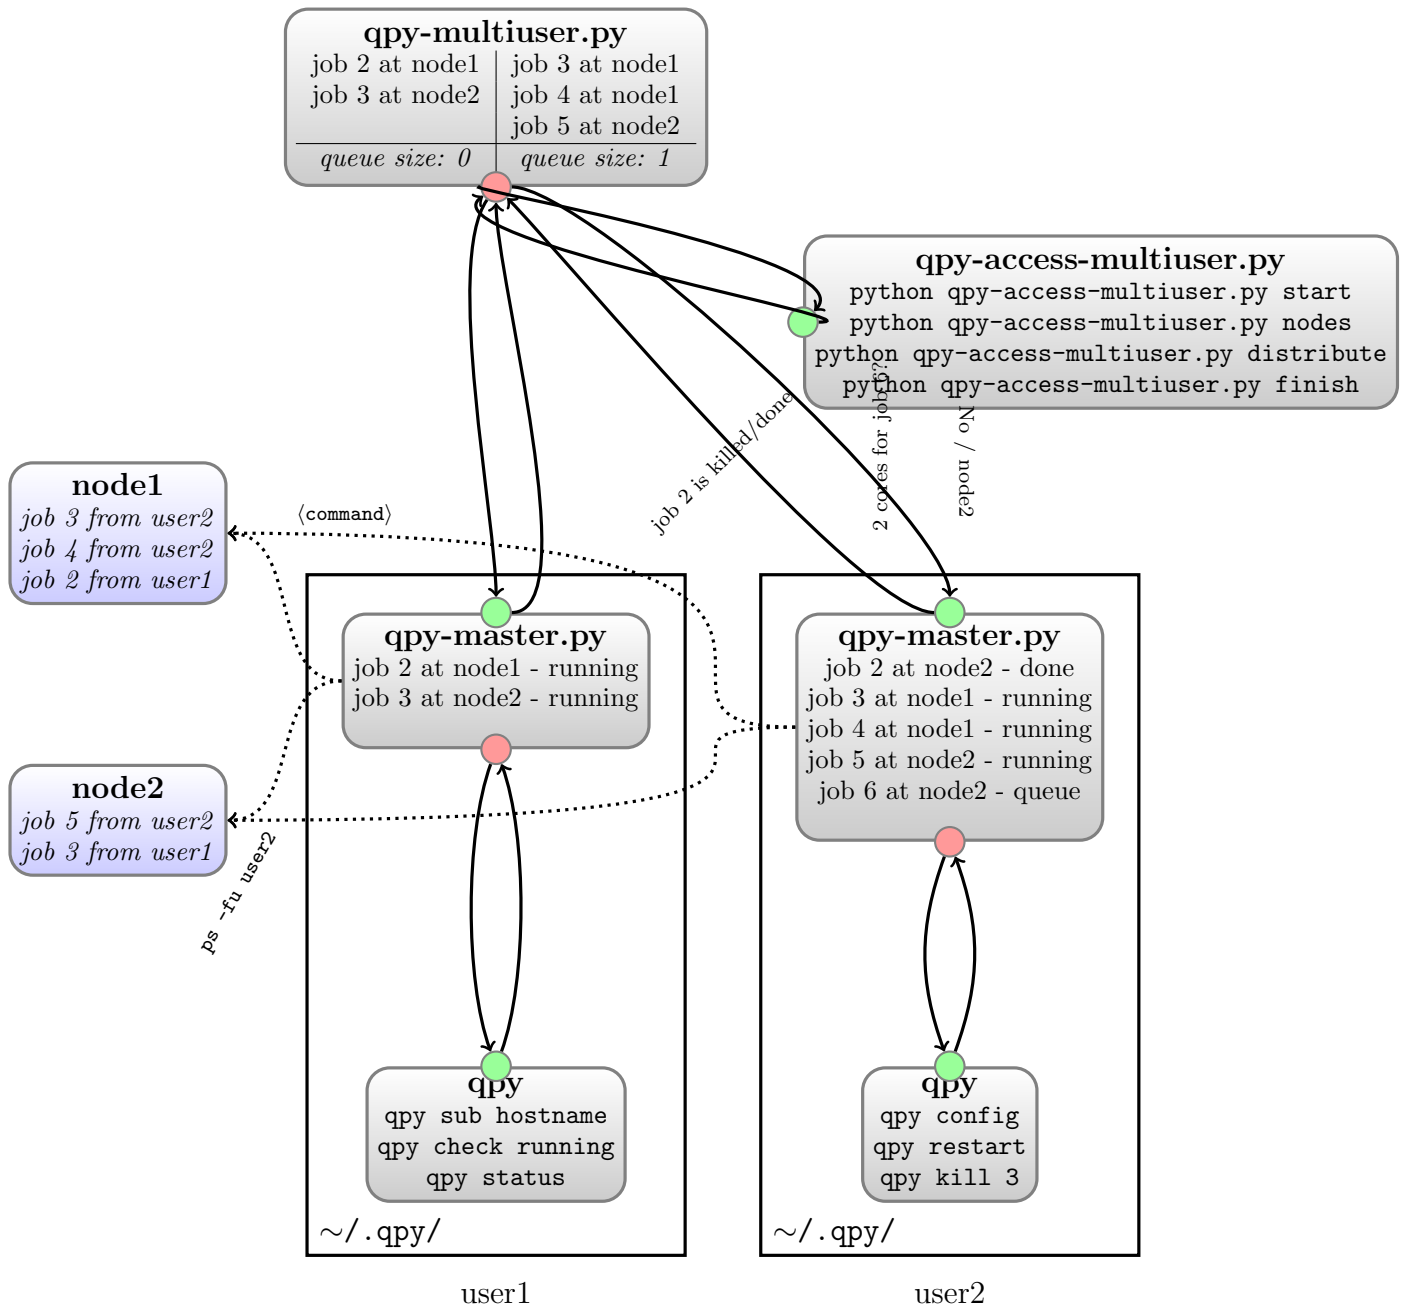 qpy-multiuser.py
job 2 at node1 job 3 at node1
job 3 at node2 job 4 at node1
job 5 at node2
queue size: 0 queue size: 1
qpy-access-multiuser.py
python qpy-access-multiuser.py start
python qpy-access-multiuser.py nodes
python qpy-access-multiuser.py distribute
python qpy-access-multiuser.py finish
job 2 is killed/done
2 cores for job 6?
No / node2
node1
job 3 from user2
job 4 from user2
job 2 from user1
⟨command⟩
node2
job 5 from user2
job 3 from user1
ps -fu user2
qpy-master.py
job 2 at node1 - running
job 3 at node2 - running
qpy
qpy sub hostname
qpy check running
qpy status
~/.qpy/
user1
qpy-master.py
job 2 at node2 - done
job 3 at node1 - running
job 4 at node1 - running
job 5 at node2 - running
job 6 at node2 - queue
qpy
qpy config
qpy restart
qpy kill 3
~/.qpy/
user2